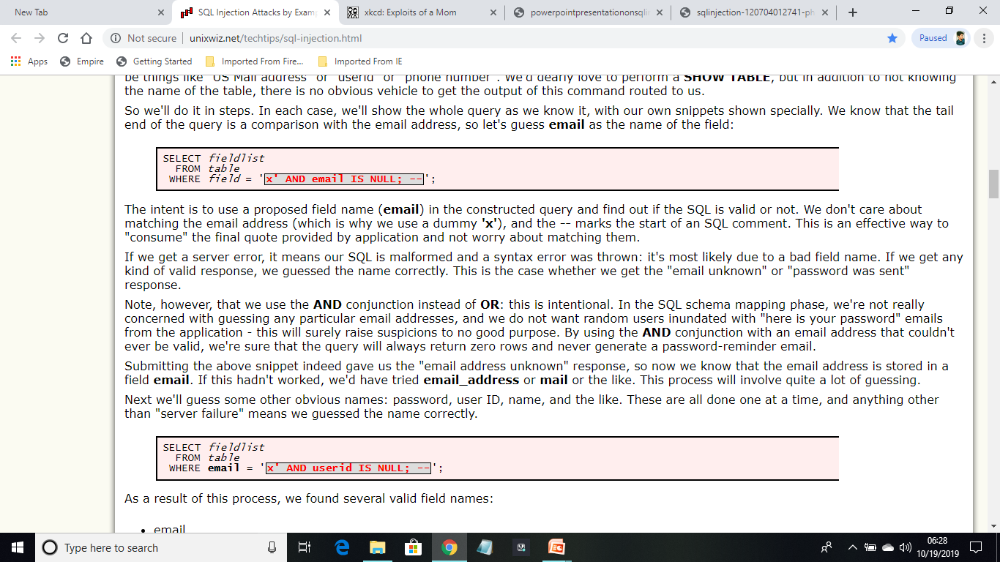 New Tab
SQL Injection Attacks by Examp
xkcd: Exploits of a Mom
powerpointpresentationonsqlin
sqlinjection-120704012741-ph
Not secure | unixwiz.net/techtips/sql-injection.html
Paused
Apps
Empire
Getting Started
Imported From Fire...
Imported From IE
be things like "US Mail address" or "userid" or "phone number". We'd dearly love to perform a SHOW TABLE, but in addition to not knowing
the name of the table, there is no obvious vehicle to get the output of this command routed to us.
So we'll do it in steps. In each case, we'll show the whole query as we know it, with our own snippets shown specially. We know that the tail
end of the query is a comparison with the email address, so let's guess email as the name of the field:
SELECT fieldlist
FROM table
WHERE field = 'x' AND email IS NULL; --';
The intent is to use a proposed field name (email) in the constructed query and find out if the SQL is valid or not. We don't care about
matching the email address (which is why we use a dummy 'x'), and the -- marks the start of an SQL comment. This is an effective way to
"consume" the final quote provided by application and not worry about matching them.
If we get a server error, it means our SQL is malformed and a syntax error was thrown: it's most likely due to a bad field name. If we get any
kind of valid response, we guessed the name correctly. This is the case whether we get the "email unknown" or "password was sent"
response.
Note, however, that we use the AND conjunction instead of OR: this is intentional. In the SQL schema mapping phase, we're not really
concerned with guessing any particular email addresses, and we do not want random users inundated with "here is your password" emails
from the application - this will surely raise suspicions to no good purpose. By using the AND conjunction with an email address that couldn't
ever be valid, we're sure that the query will always return zero rows and never generate a password-reminder email.
Submitting the above snippet indeed gave us the "email address unknown" response, so now we know that the email address is stored in a
field email. If this hadn't worked, we'd have tried email_address or mail or the like. This process will involve quite a lot of guessing.
Next we'll guess some other obvious names: password, user ID, name, and the like. These are all done one at a time, and anything other
than "server failure" means we guessed the name correctly.
SELECT fieldlist
FROM table
WHERE email = 'x' AND userid IS NULL; --';
As a result of this process, we found several valid field names:
• email
Type here to search
06:28
10/19/2019